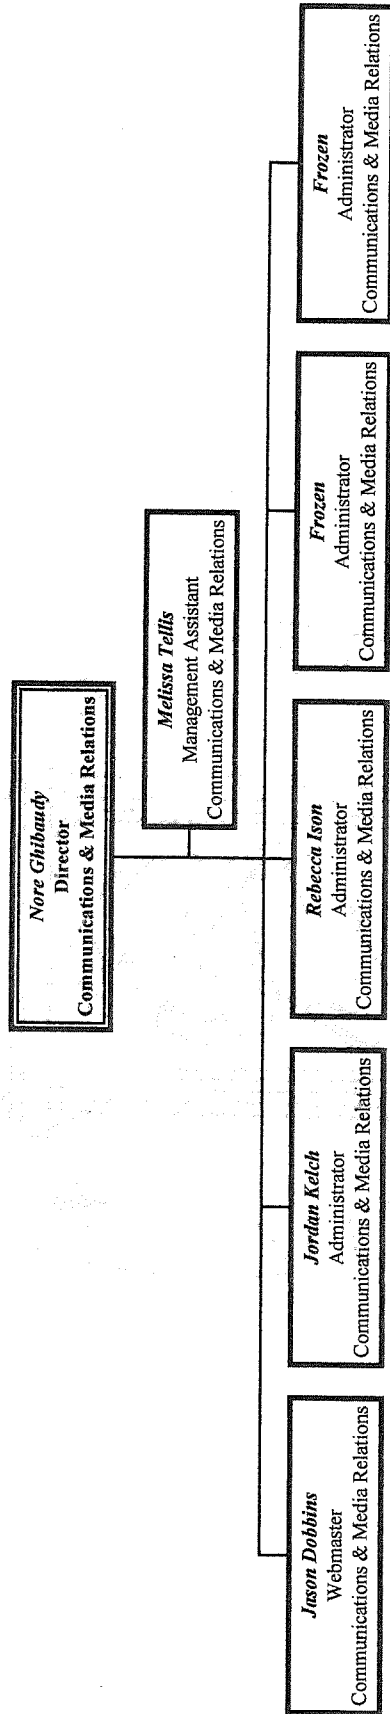 Nore Ghibaudy
Director
Communications & Media Relations
Melissa Tellis
Management Assistant
Communications & Media Relations
Jason Dobbins
Webmaster
Communications & Media Relations
Jordan Kelch
Administrator
Communications & Media Relations
Rebecca Ison
Administrator
Communications & Media Relations
Frozen
Administrator
Communications & Media Relations
Frozen
Administrator
Communications & Media Relations